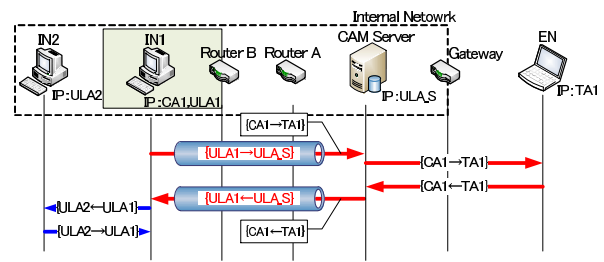 Internal Netowrk
IN2
IN1
Router B
Router A
CAM Server
Gateway
EN
IP:ULA2
IP:CA1,ULA1
IP:ULA_S
IP:TA1
{CA1→TA1}
{ULA1→ULA_S}
{CA1→TA1}
{CA1←TA1}
{ULA1←ULA_S}
{ULA2←ULA1}
{ULA2→ULA1}
{CA1←TA1}